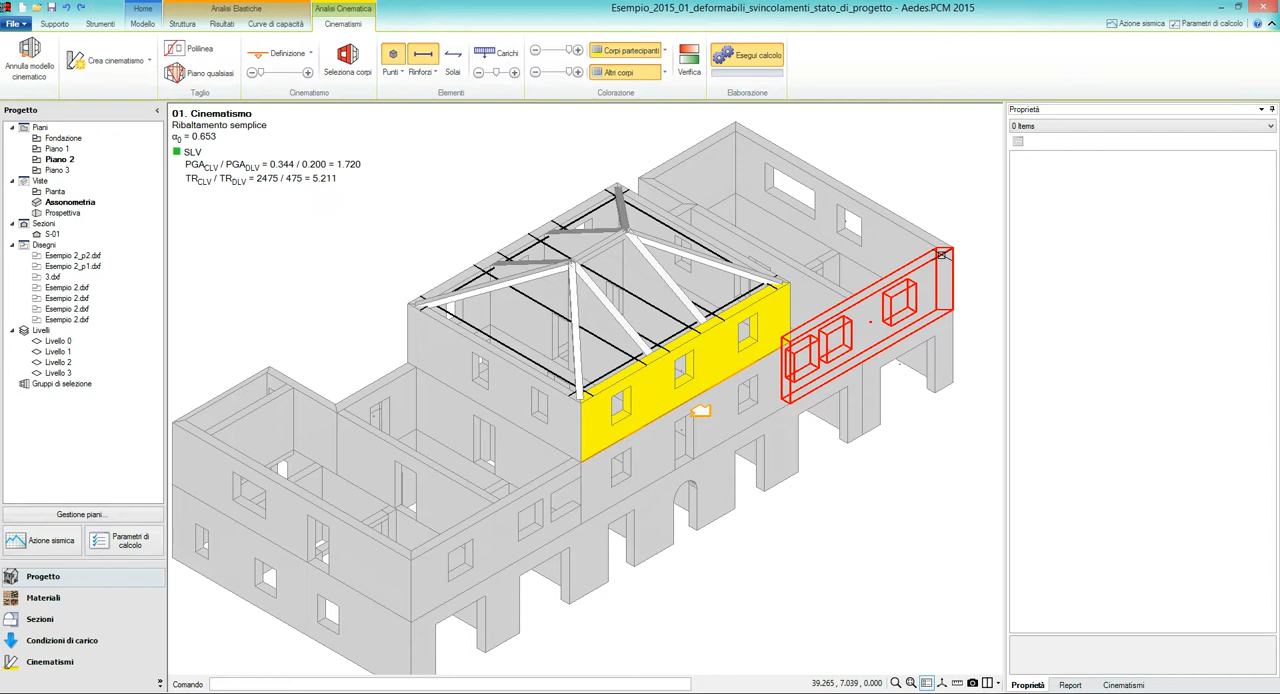 Esempio_2015_01_deformabili_svincolamenti_stato_di_progetto - Aedes.PCM 2015
Home
Analisi Elastiche
Analisi Cinematica
File
Supporto
Strumenti
Modello
Struttura
Risultati
Curve di capacità
Cinematismi
Azione sismica
Parametri di calcolo
Annulla modello cinematico
Crea cinematismo
Polilinea
Piano qualsiasi
Taglio
Definizione
Seleziona corpi
Cinematismo
Punti
Rinforzi
Solai
Carichi
Elementi
Corpi partecipanti
Altri corpi
Colorazione
Verifica
Esegui calcolo
Elaborazione
Progetto
Piani
Fondazione
Piano 1
Piano 2
Piano 3
Viste
Pianta
Assonometria
Prospettiva
Sezioni
S-01
Disegni
Esempio 2_p2.dxf
Esempio 2_p1.dxf
3.dxf
Esempio 2.dxf
Esempio 2.dxf
Esempio 2.dxf
Esempio 2.dxf
Livelli
Livello 0
Livello 1
Livello 2
Livello 3
Gruppi di selezione
Gestione piani...
Azione sismica
Parametri di calcolo
Progetto
Materiali
Sezioni
Condizioni di carico
Cinematismi
01. Cinematismo
Ribaltamento semplice
α0 = 0.653
SLV
PGACLV / PGADLV = 0.344 / 0.200 = 1.720
TRCLV / TRDLV = 2475 / 475 = 5.211
Proprietà
0 Items
Comando
39.265, 7.039, 0.000
Proprietà
Report
Cinematismi